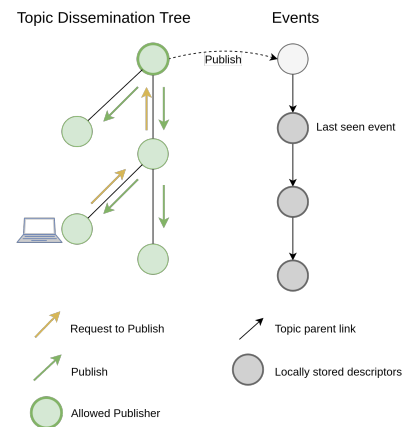 Topic Dissemination Tree
Events
Publish
Last seen event
Request to Publish
Topic parent link
Publish
Locally stored descriptors
Allowed Publisher